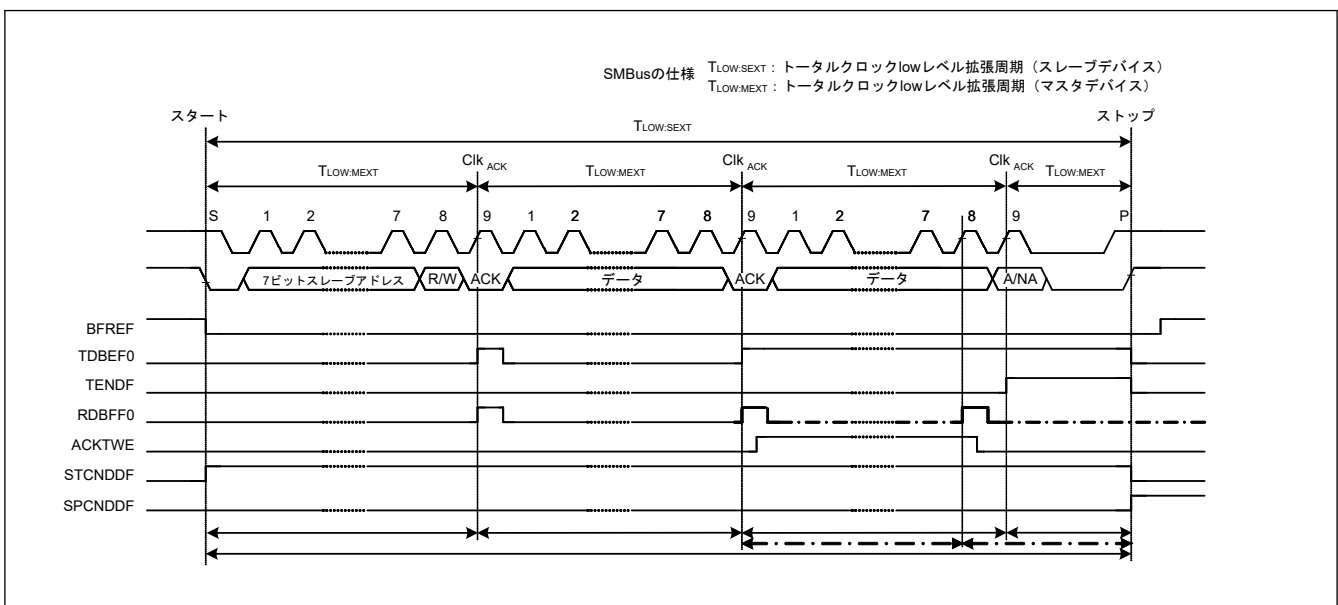 SMBusの仕様 TLOW:SEXT : トータルクロックlowレベル拡張周期（スレーブデバイス）
TLOW:MEXT : トータルクロックlowレベル拡張周期（マスタデバイス）
スタート ストップ
TLOW:SEXT
Clk ACK Clk ACK Clk ACK
TLOW:MEXT TLOW:MEXT TLOW:MEXT TLOW:MEXT
S 1 2 7 8 9 1 2 7 8 9 1 2 7 8 9 P
7ビットスレーブアドレス R/W ACK データ ACK データ A/NA
BFREF
TDBEF0
TENDF
RDBFF0
ACKTWE
STCNDDF
SPCNDDF